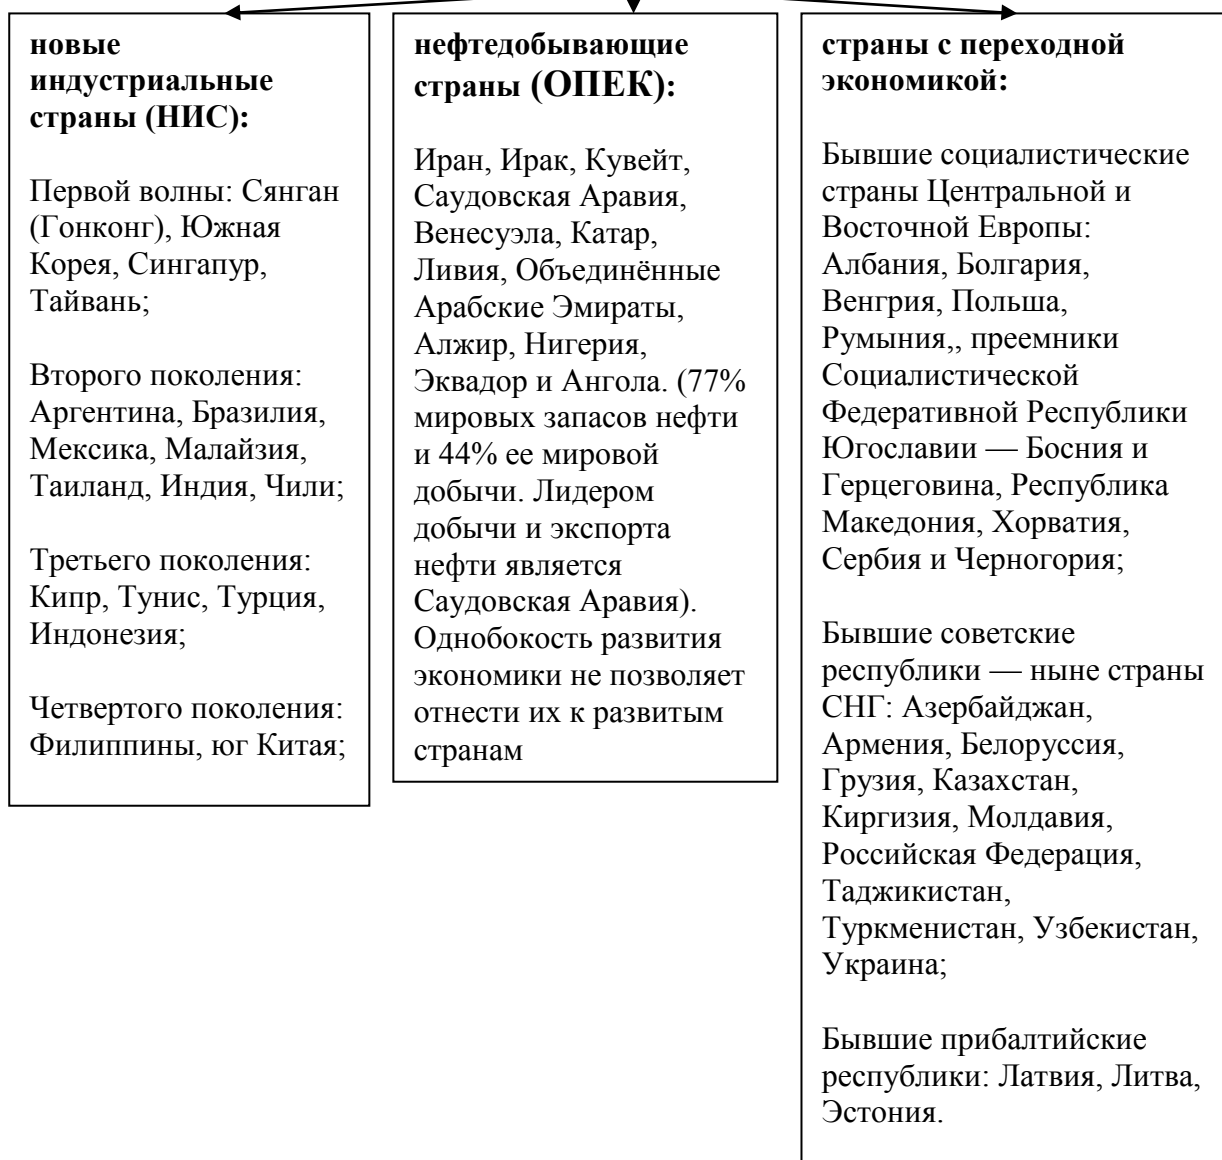 новые
индустриальные
страны (НИС):
Первой волны: Сянган
(Гонконг), Южная
Корея, Сингапур,
Тайвань;
Второго поколения:
Аргентина, Бразилия,
Мексика, Малайзия,
Таиланд, Индия, Чили;
Третьего поколения:
Кипр, Тунис, Турция,
Индонезия;
Четвертого поколения:
Филиппины, юг Китая;
нефтедобывающие
страны (ОПЕК):
Иран, Ирак, Кувейт,
Саудовская Аравия,
Венесуэла, Катар,
Ливия, Объединённые
Арабские Эмираты,
Алжир, Нигерия,
Эквадор и Ангола. (77%
мировых запасов нефти
и 44% ее мировой
добычи. Лидером
добычи и экспорта
нефти является
Саудовская Аравия).
Однобокость развития
экономики не позволяет
отнести их к развитым
странам
страны с переходной
экономикой:
Бывшие социалистические
страны Центральной и
Восточной Европы:
Албания, Болгария,
Венгрия, Польша,
Румыния,, преемники
Социалистической
Федеративной Республики
Югославии — Босния и
Герцеговина, Республика
Македония, Хорватия,
Сербия и Черногория;
Бывшие советские
республики — ныне страны
СНГ: Азербайджан,
Армения, Белоруссия,
Грузия, Казахстан,
Киргизия, Молдавия,
Российская Федерация,
Таджикистан,
Туркменистан, Узбекистан,
Украина;
Бывшие прибалтийские
республики: Латвия, Литва,
Эстония.